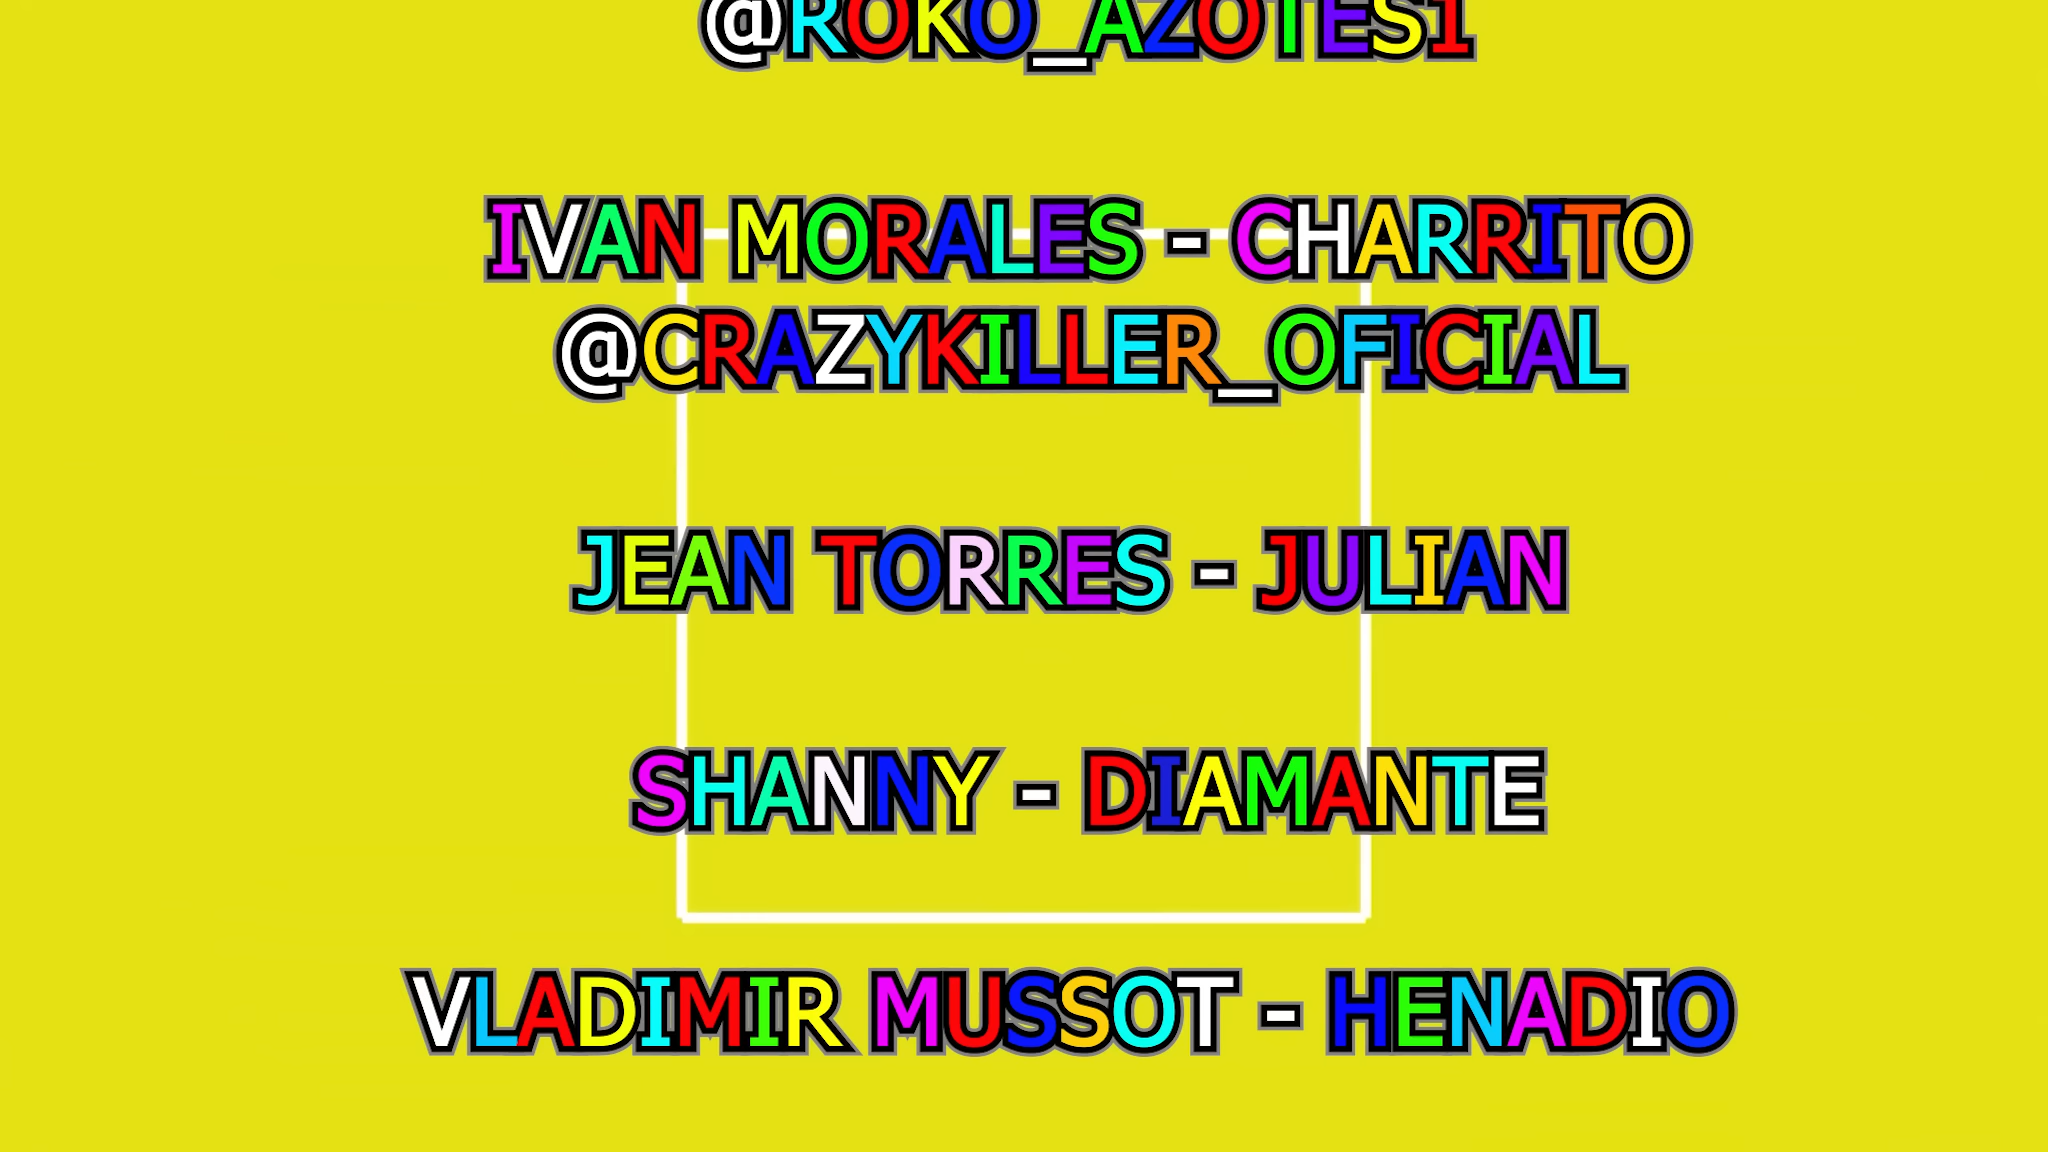 @ROKO_AZOTES1
IVAN MORALES - CHARRITO
@CRAZYKILLER_OFICIAL
JEAN TORRES - JULIAN
SHANNY - DIAMANTE
VLADIMIR MUSSOT - HENADIO